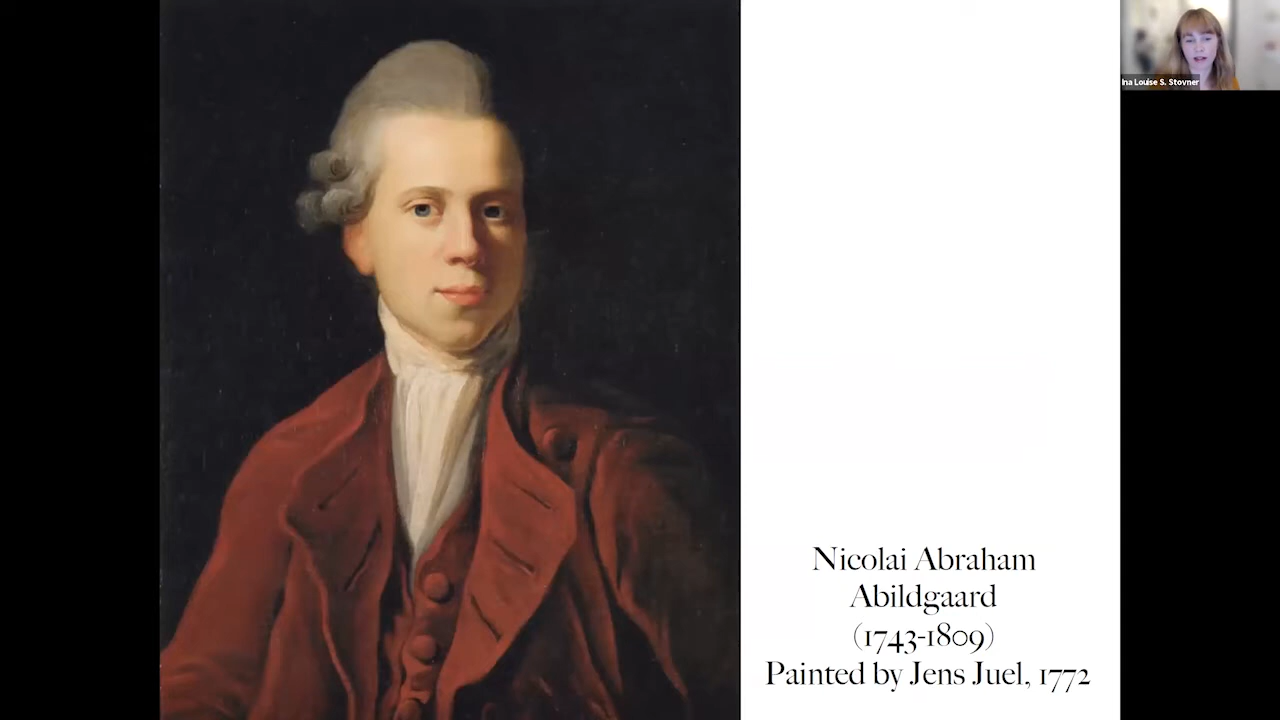 Ina Louise S. Stovner
Nicolai Abraham
Abildgaard
(1743-1809)
Painted by Jens Juel, 1772